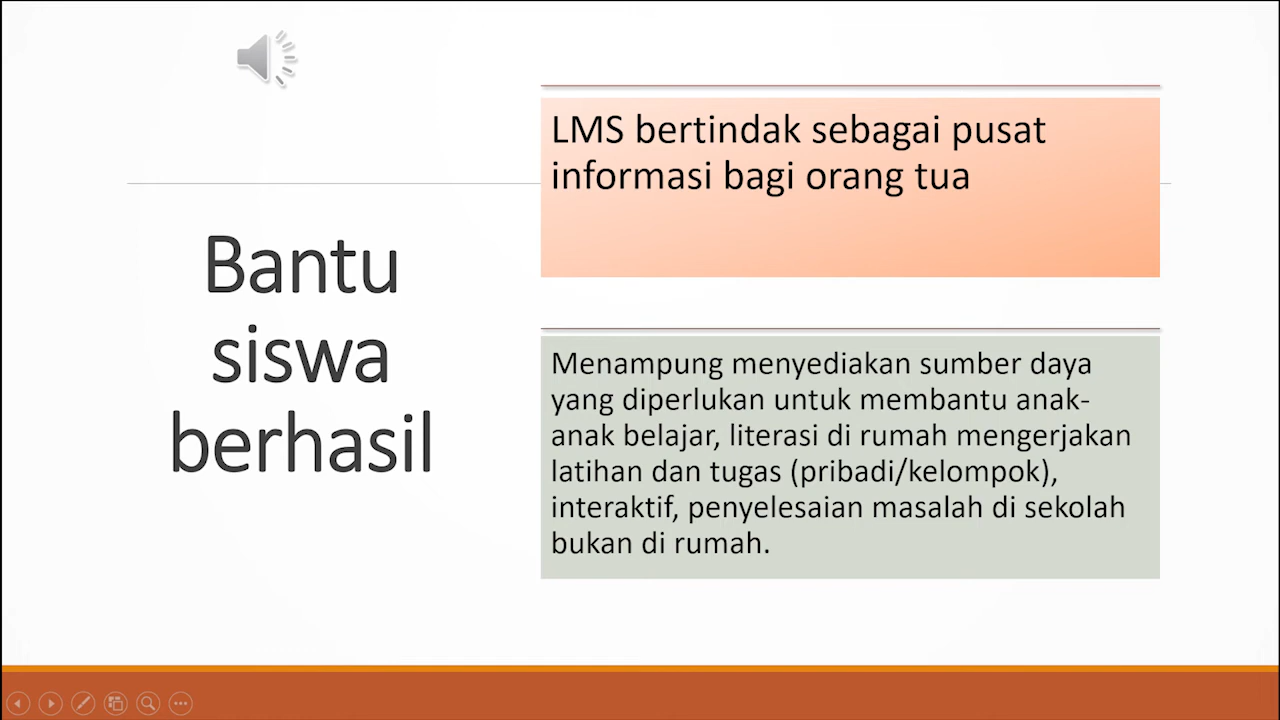 Bantu
siswa
berhasil
LMS bertindak sebagai pusat
informasi bagi orang tua
Menampung menyediakan sumber daya
yang diperlukan untuk membantu anak-
anak belajar, literasi di rumah mengerjakan
latihan dan tugas (pribadi/kelompok),
interaktif, penyelesaian masalah di sekolah
bukan di rumah.